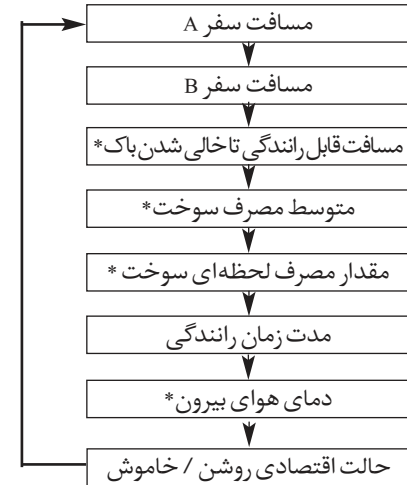 مسافت سفر A
مسافت سفر B
مسافت قابل رانندگی تا خالی شدن باک*
متوسط مصرف سوخت*
مقدار مصرف لحظه‌ای سوخت *
مدت زمان رانندگی
دمای هوای بیرون*
حالت اقتصادی روشن / خاموش